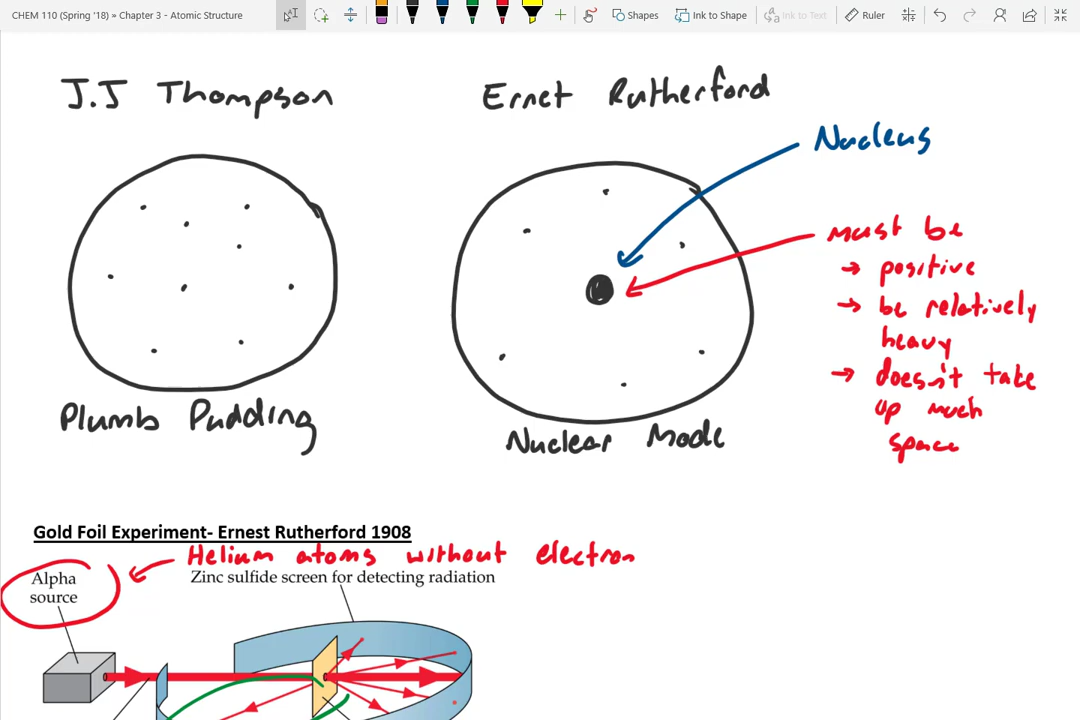 CHEM 110 (Spring '18) » Chapter 3 - Atomic Structure
Shapes
Ink to Shape
Ink to Text
Ruler
J.J Thompson
Ernet Rutherford
Nucleus
must be
→ positive
→ be relatively
heavy
→ doesn't take
up much
space
Plumb Pudding
Nuclear Mode
Gold Foil Experiment- Ernest Rutherford 1908
Helium atoms without electron
Alpha
source
Zinc sulfide screen for detecting radiation